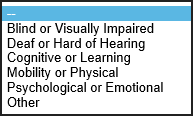 --
Blind or Visually Impaired
Deaf or Hard of Hearing
Cognitive or Learning
Mobility or Physical
Psychological or Emotional
Other